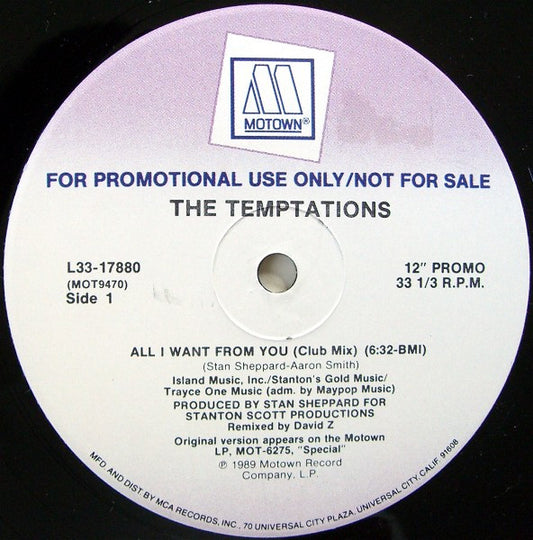 MOTOWN®
FOR PROMOTIONAL USE ONLY/NOT FOR SALE
THE TEMPTATIONS
L33-17880
(MOT9470)
Side 1
12" PROMO
33 1/3 R.P.M.
ALL I WANT FROM YOU (Club Mix) (6:32-BMI)
(Stan Sheppard-Aaron Smith)
Island Music, Inc./Stanton's Gold Music/
Trayce One Music (adm. by Maypop Music)
PRODUCED BY STAN SHEPPARD FOR
STANTON SCOTT PRODUCTIONS
Remixed by David Z
Original version appears on the Motown
LP, MOT-6275, "Special"
℗ 1989 Motown Record
Company, L.P.
MFD. AND DIST. BY MCA RECORDS, INC., 70 UNIVERSAL CITY PLAZA, UNIVERSAL CITY, CALIF. 91608